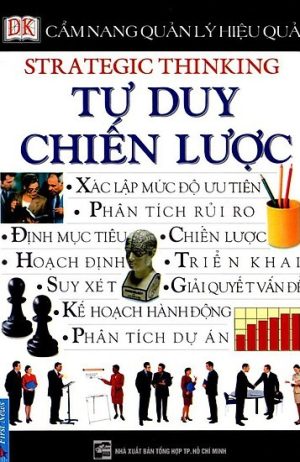 DK
CẨM NANG QUẢN LÝ HIỆU QUẢ
STRATEGIC THINKING
TƯ DUY
CHIẾN LƯỢC
• XÁC LẬP MỨC ĐỘ ƯU TIÊN
• PHÂN TÍCH RỦI RO
• ĐỊNH MỤC TIÊU • CHIẾN LƯỢC
• HOẠCH ĐỊNH • TRIỂN KHAI
• SUY XÉT • GIẢI QUYẾT VẤN ĐỀ
• KẾ HOẠCH HÀNH ĐỘNG
• PHÂN TÍCH DỰ ÁN
First News
NHÀ XUẤT BẢN TỔNG HỢP TP. HỒ CHÍ MINH